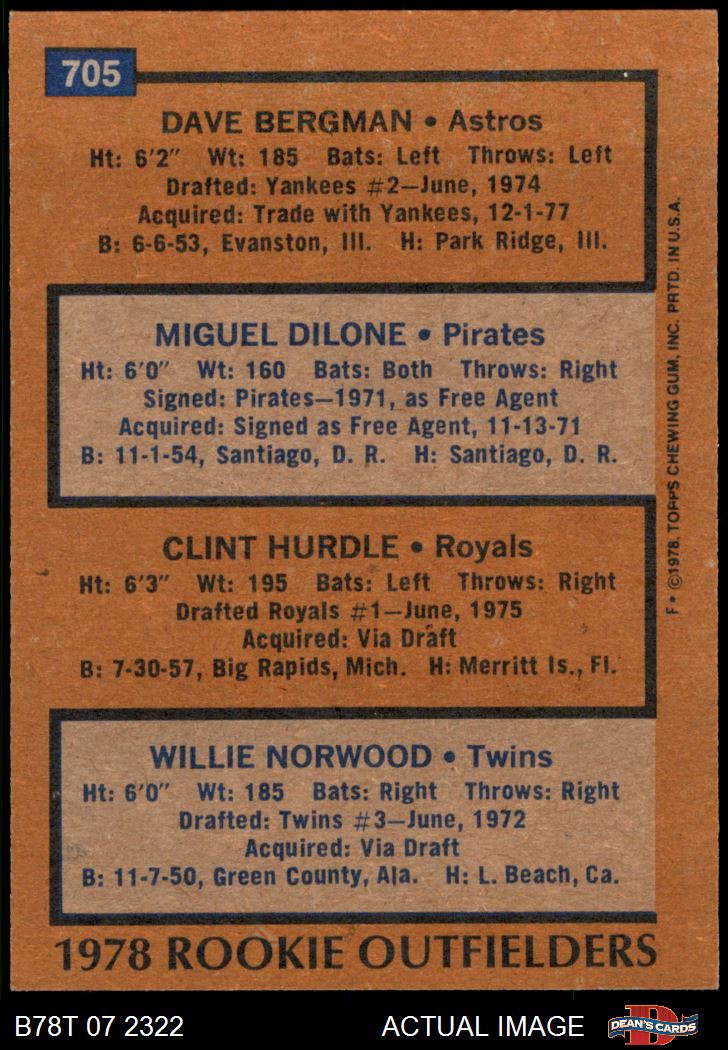 705
DAVE BERGMAN • Astros
Ht: 6'2" Wt: 185 Bats: Left Throws: Left
Drafted: Yankees #2—June, 1974
Acquired: Trade with Yankees, 12-1-77
B: 6-6-53, Evanston, Ill. H: Park Ridge, Ill.
MIGUEL DILONE • Pirates
Ht: 6'0" Wt: 160 Bats: Both Throws: Right
Signed: Pirates—1971, as Free Agent
Acquired: Signed as Free Agent, 11-13-71
B: 11-1-54, Santiago, D. R. H: Santiago, D. R.
CLINT HURDLE • Royals
Ht: 6'3" Wt: 195 Bats: Left Throws: Right
Drafted Royals #1—June, 1975
Acquired: Via Draft
B: 7-30-57, Big Rapids, Mich. H: Merritt Is., Fl.
WILLIE NORWOOD • Twins
Ht: 6'0" Wt: 185 Bats: Right Throws: Right
Drafted: Twins #3—June, 1972
Acquired: Via Draft
B: 11-7-50, Green County, Ala. H: L. Beach, Ca.
1978 ROOKIE OUTFIELDERS
F • ©1978, TOPPS CHEWING GUM, INC. PRTD. IN U.S.A.
B78T 07 2322
ACTUAL IMAGE
D
DEAN'S CARDS